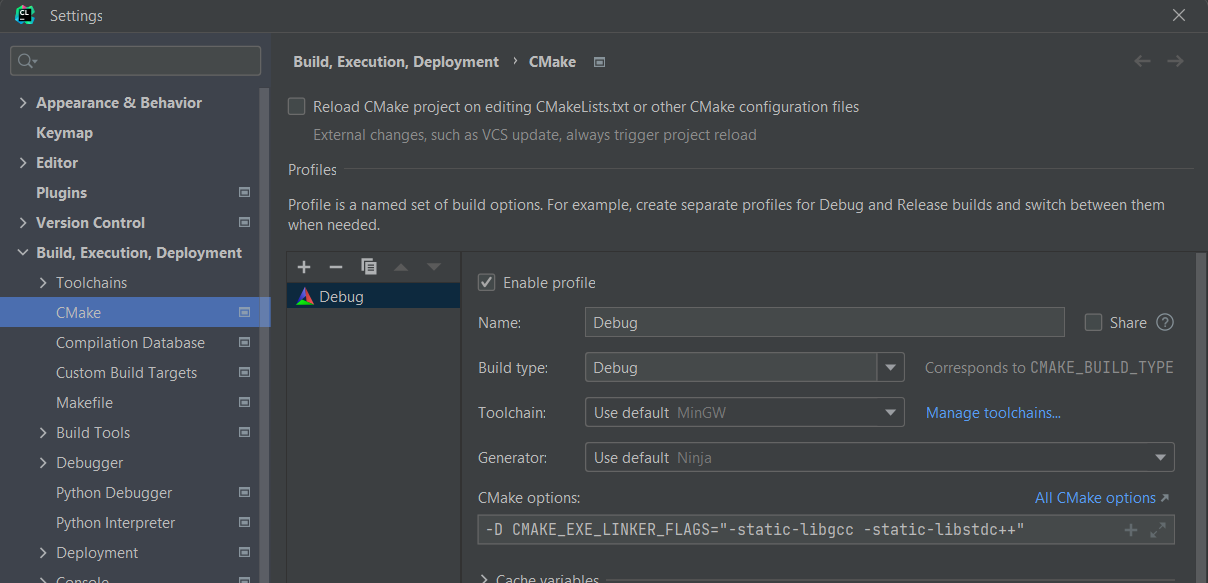 Settings
Appearance & Behavior
Keymap
Editor
Plugins
Version Control
Build, Execution, Deployment
Toolchains
CMake
Compilation Database
Custom Build Targets
Makefile
Build Tools
Debugger
Python Debugger
Python Interpreter
Deployment
Console
Build, Execution, Deployment › CMake
Reload CMake project on editing CMakeLists.txt or other CMake configuration files
External changes, such as VCS update, always trigger project reload
Profiles
Profile is a named set of build options. For example, create separate profiles for Debug and Release builds and switch between them
when needed.
Debug
Enable profile
Name: Debug Share ?
Build type: Debug Corresponds to CMAKE_BUILD_TYPE
Toolchain: Use default MinGW Manage toolchains...
Generator: Use default Ninja
CMake options: All CMake options ↗
-D CMAKE_EXE_LINKER_FLAGS="-static-libgcc -static-libstdc++"
Cache variables